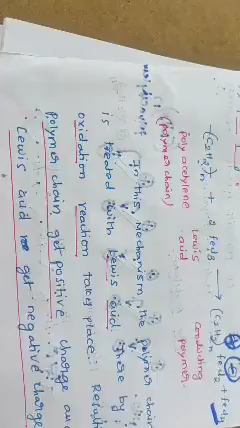 -(C₂H₂)n + 2 FeCl₃ → (C₂H₂)n FeCl₄ + FeCl₂
poly acetylene Lewis acid conducting
(Polymer chain) polymer.
In this Mechanism the polymer chain
is treated with Lewis acid there by
oxidation reaction takes place.
Polymer chain get positive charge and
Lewis acid get negative charge